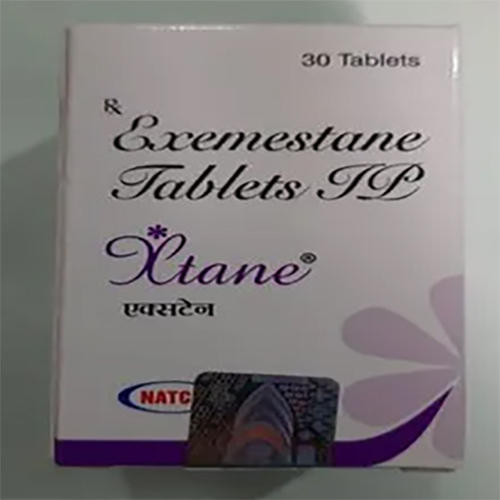 30 Tablets
℞
Exemestane
Tablets IP
Xtane®
एक्सटेन
NATC